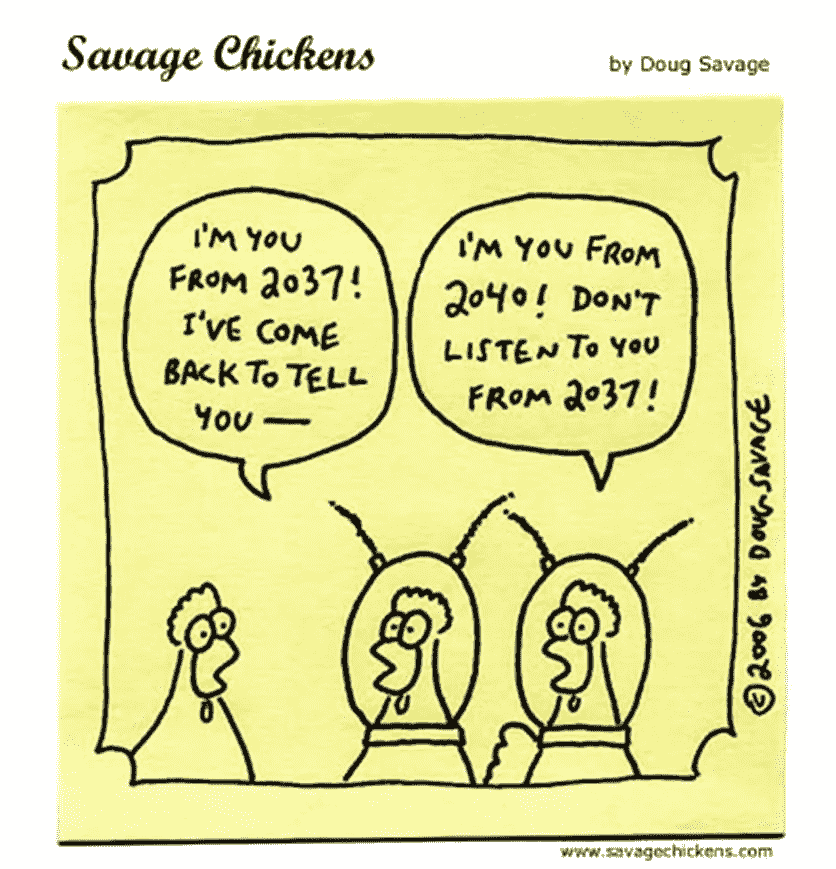 Savage Chickens
by Doug Savage
I'M YOU
FROM 2037!
I'VE COME
BACK TO TELL
YOU —
I'M YOU FROM
2040! DON'T
LISTEN TO YOU
FROM 2037!
©2006 BY DOUG SAVAGE
www.savagechickens.com